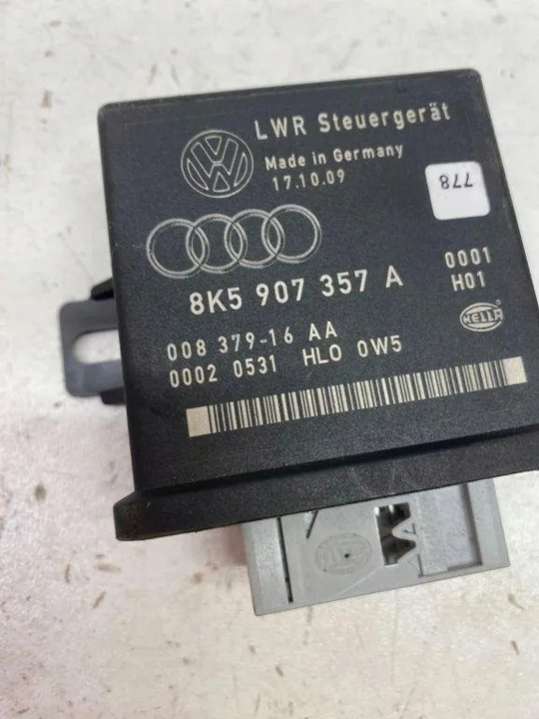 LWR Steuergerät
Made in Germany
17.10.09
778
8K5 907 357 A
0001
H01
008 379-16 AA
0002 0531 HLO 0W5
HELLA